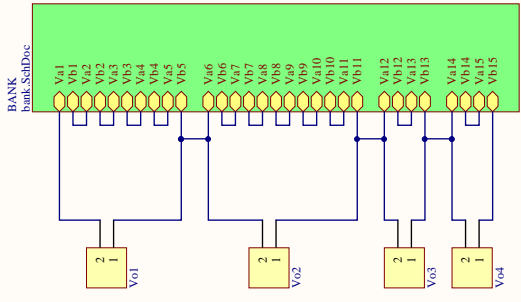 BANK
bank.SchDoc
Va1
Vb1
Va2
Vb2
Va3
Vb3
Va4
Vb4
Va5
Vb5
Va6
Vb6
Va7
Vb7
Va8
Vb8
Va9
Vb9
Va10
Vb10
Va11
Vb11
Va12
Vb12
Va13
Vb13
Va14
Vb14
Va15
Vb15
2 1
Vo1
2 1
Vo2
2 1
Vo3
2 1
Vo4